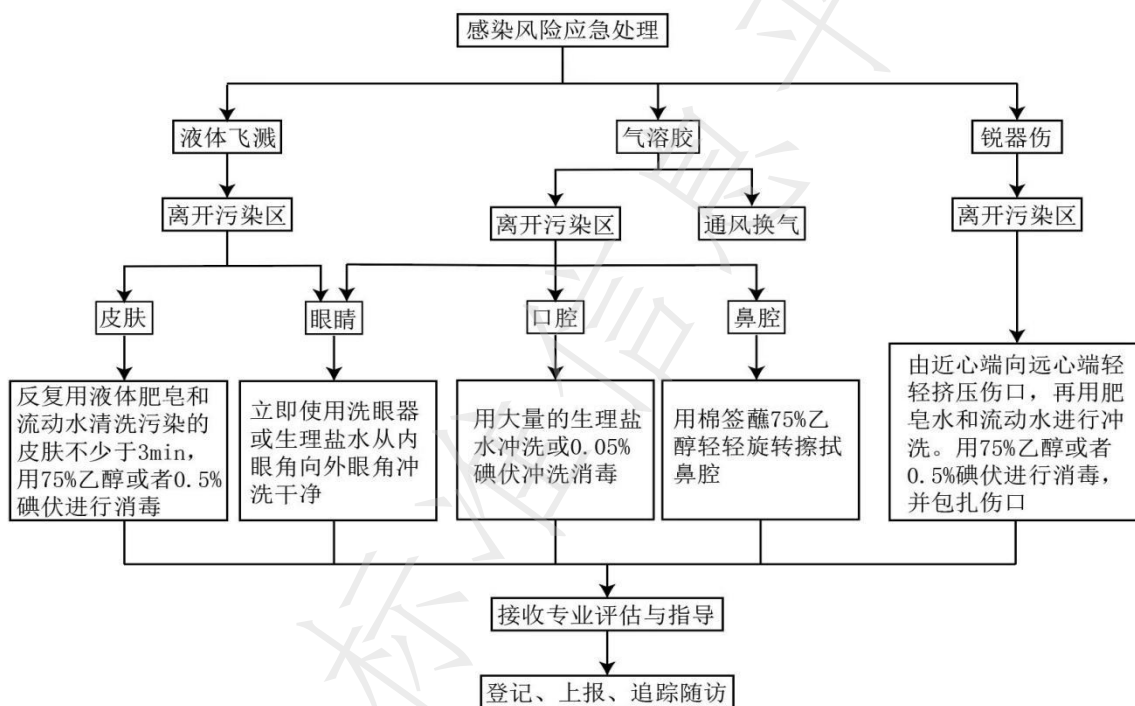 感染风险应急处理
液体飞溅
气溶胶
锐器伤
离开污染区
离开污染区
通风换气
离开污染区
皮肤
眼睛
口腔
鼻腔
反复用液体肥皂和
流动水清洗污染的
皮肤不少于3min,
用75%乙醇或者0.5%
碘伏进行消毒
立即使用洗眼器
或生理盐水从内
眼角向外眼角冲
洗干净
用大量的生理盐
水冲洗或0.05%
碘伏冲洗消毒
用棉签蘸75%乙
醇轻轻旋转擦拭
鼻腔
由近心端向远心端轻
轻挤压伤口，再用肥
皂水和流动水进行冲
洗。用75%乙醇或者
0.5%碘伏进行消毒，
并包扎伤口
接收专业评估与指导
登记、上报、追踪随访
标准信息平